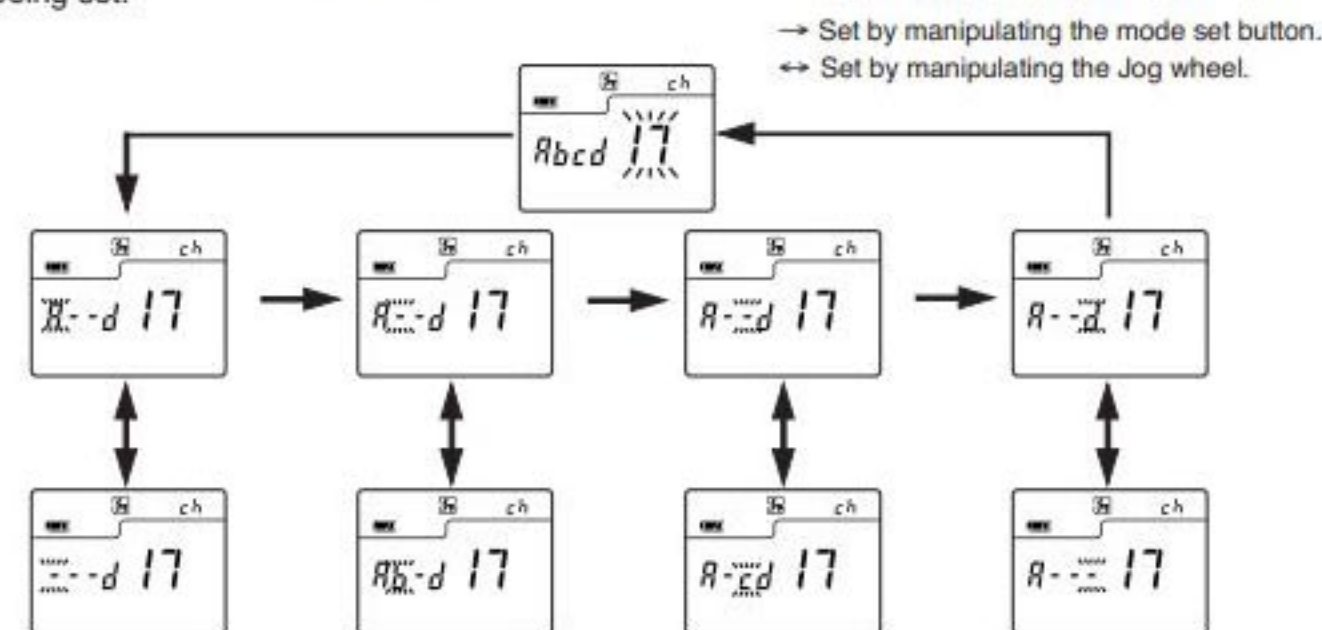 being set.
→ Set by manipulating the mode set button.
↔ Set by manipulating the Jog wheel.
ch
Abcd 17
ch ch ch ch
A--d 17 A--d 17 A--d 17 A--d 17
ch ch ch ch
---d 17 Ab-d 17 A-cd 17 A--- 17